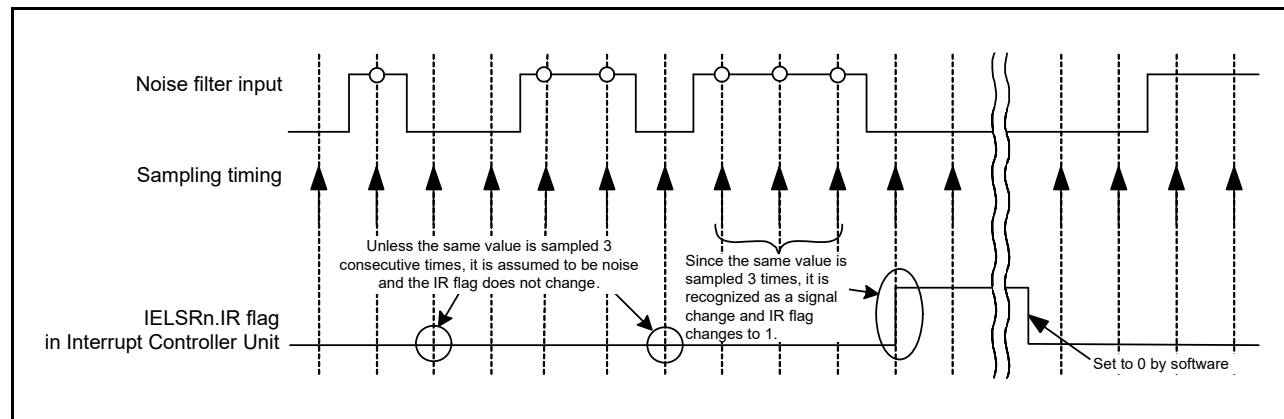 Noise filter input
Sampling timing
Unless the same value is sampled 3
consecutive times, it is assumed to be noise
and the IR flag does not change.
Since the same value is
sampled 3 times, it is
recognized as a signal
change and IR flag
changes to 1.
IELSRn.IR flag
in Interrupt Controller Unit
Set to 0 by software